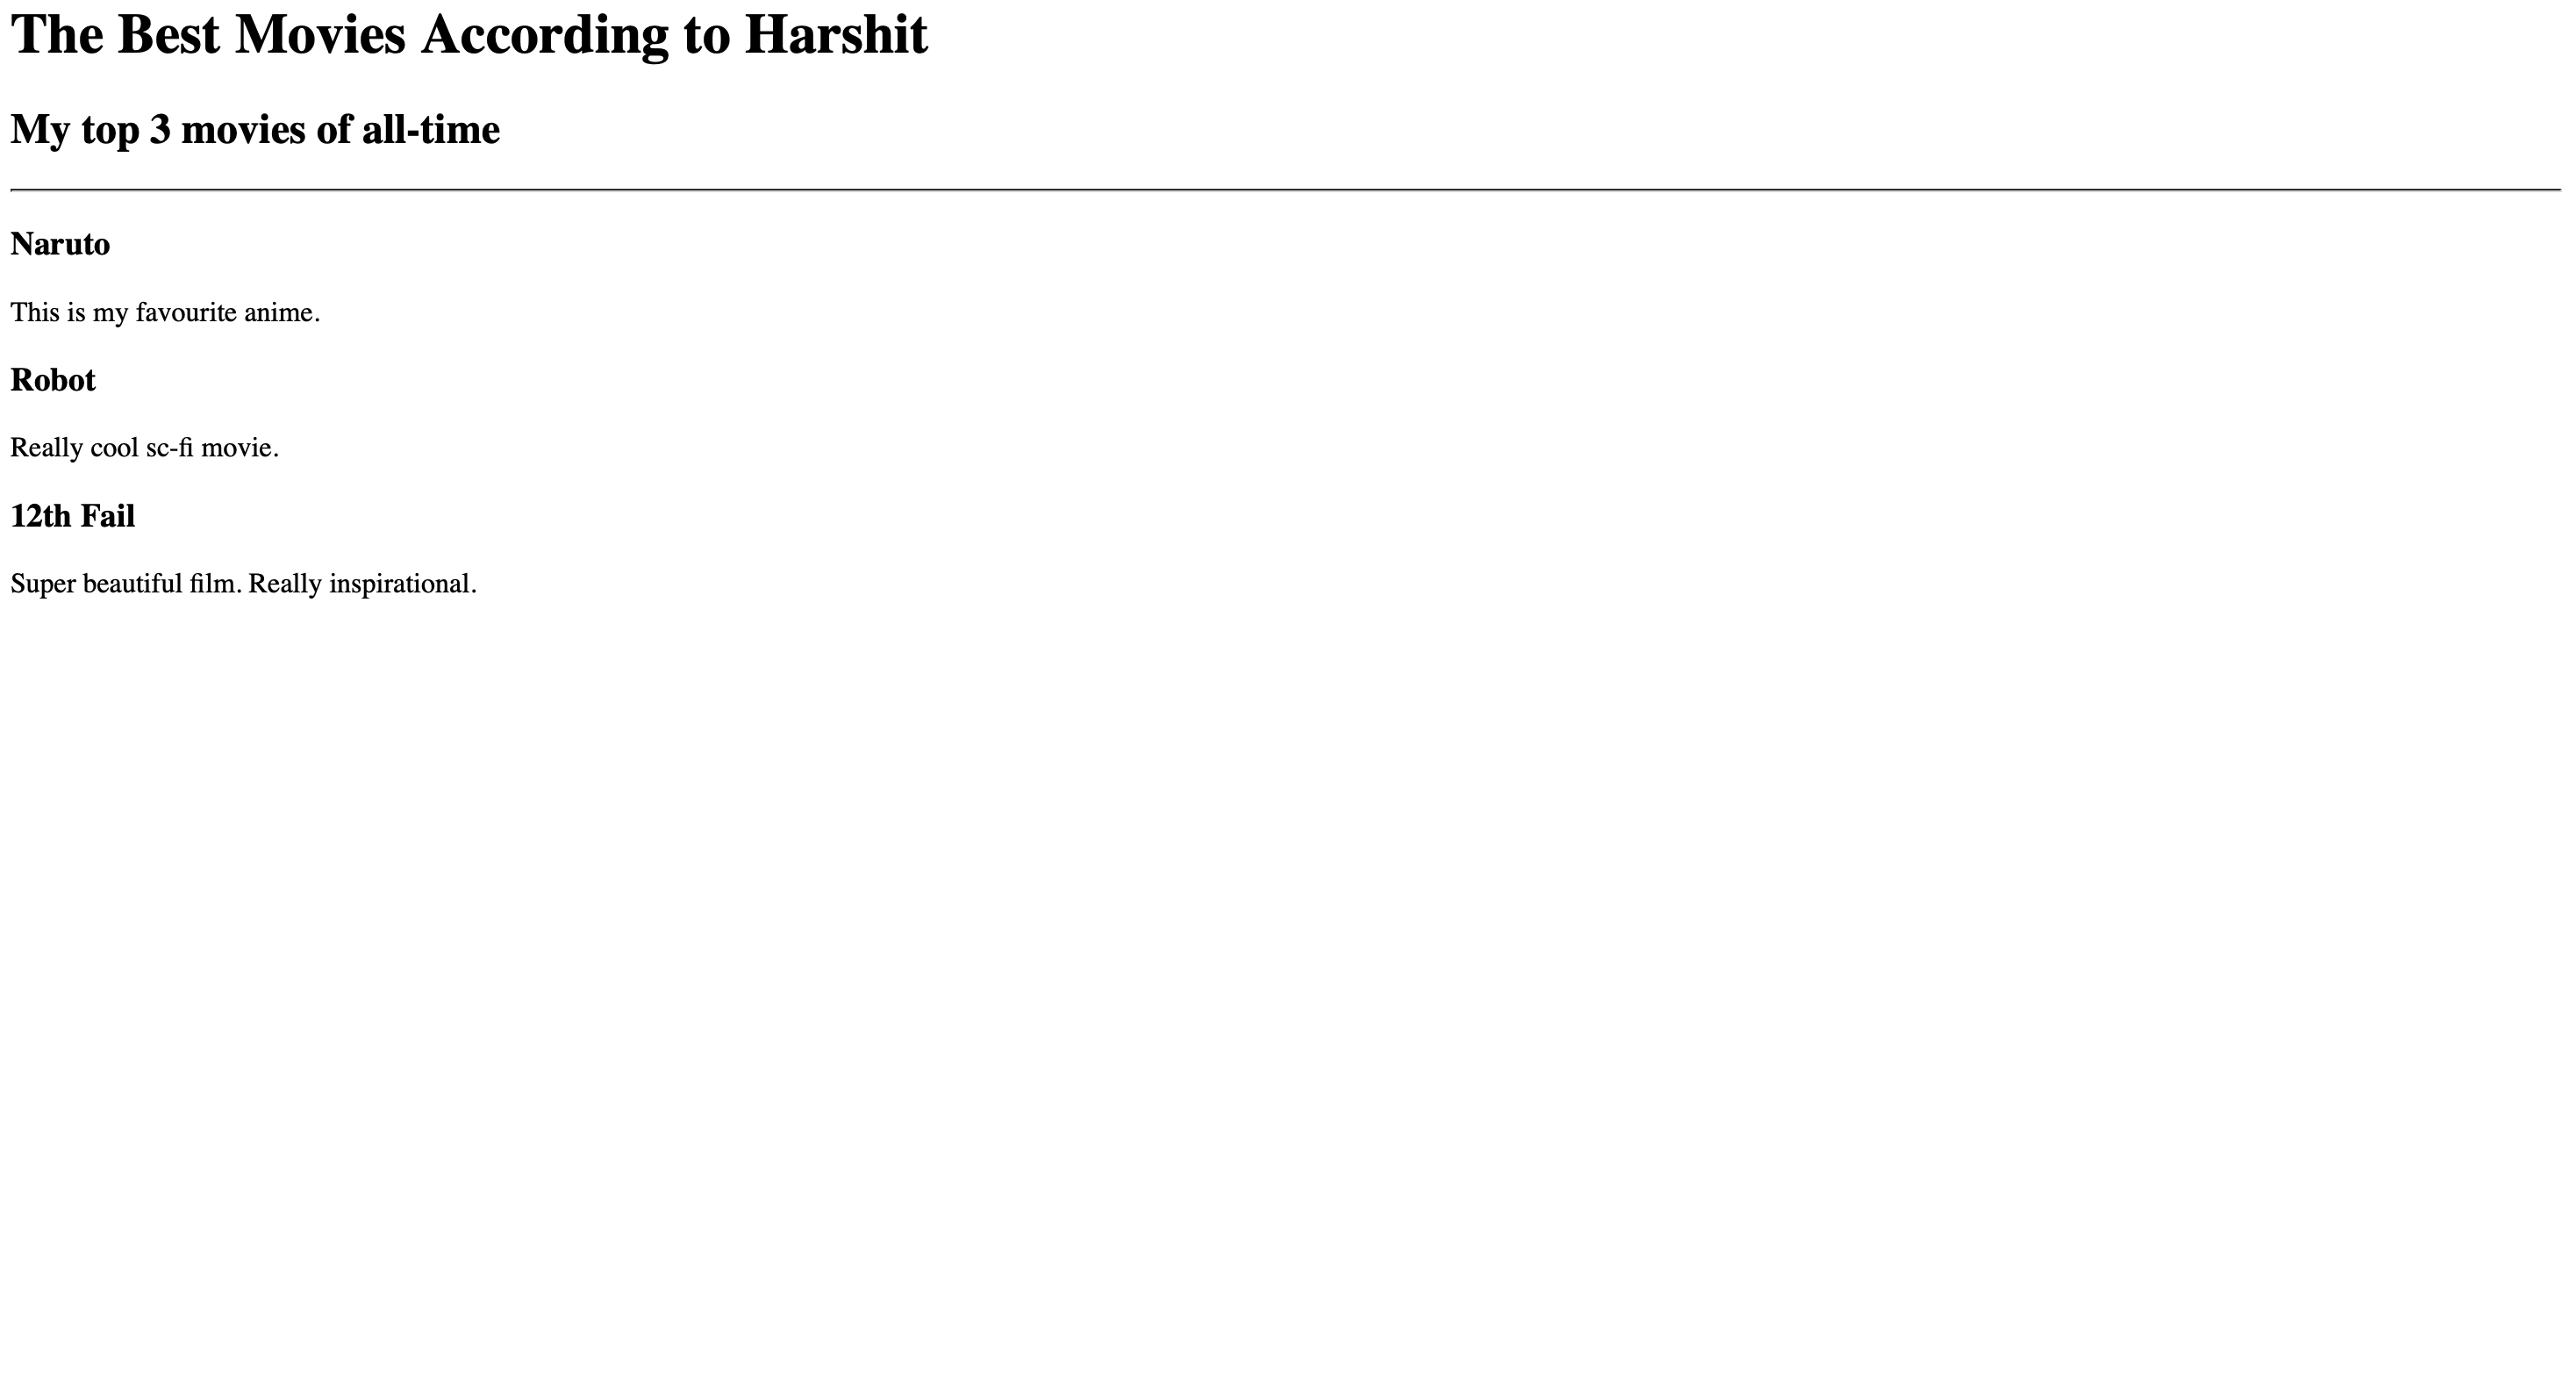 The Best Movies According to Harshit
My top 3 movies of all-time
Naruto
This is my favourite anime.
Robot
Really cool sc-fi movie.
12th Fail
Super beautiful film. Really inspirational.